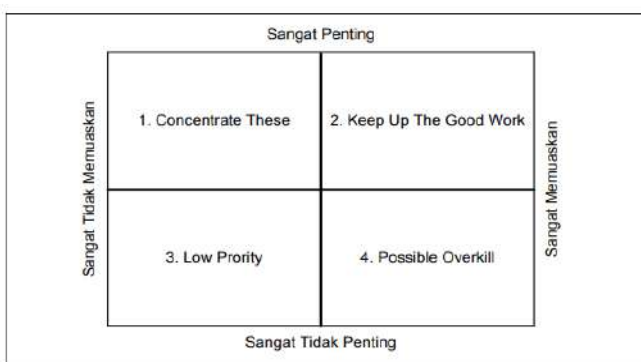 Sangat Penting
Sangat Tidak Memuaskan
1. Concentrate These
2. Keep Up The Good Work
Sangat Memuaskan
3. Low Prority
4. Possible Overkill
Sangat Tidak Penting